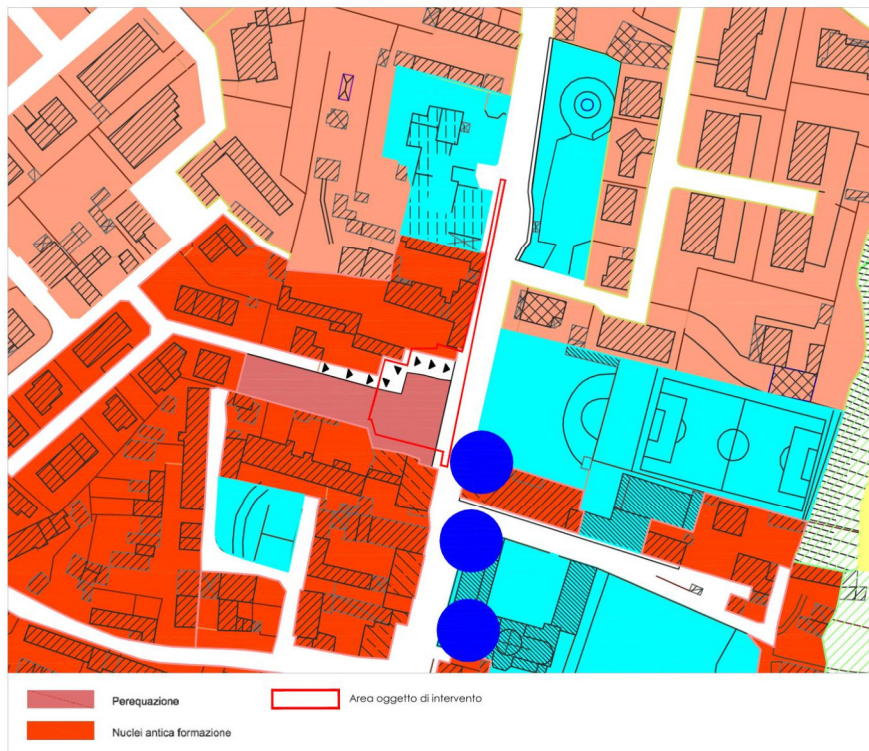 Perequazione
Area oggetto di intervento
Nuclei antica formazione